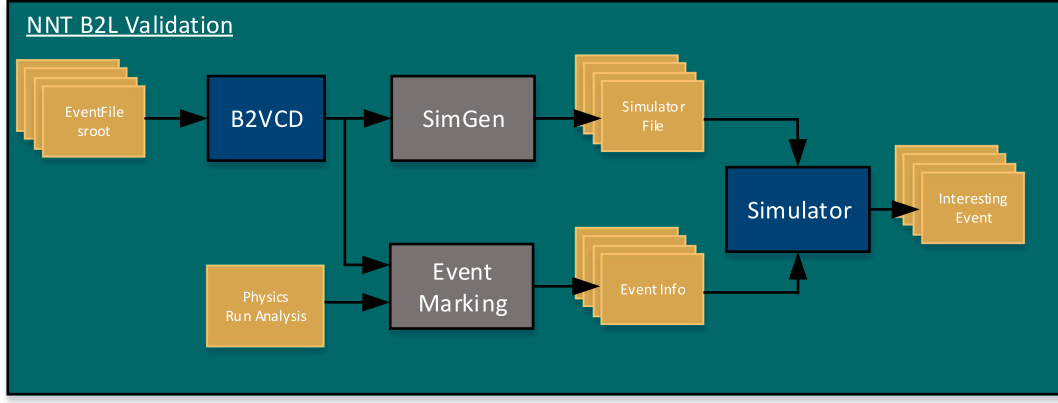 NNT B2L Validation
EventFile
sroot
B2VCD
SimGen
Simulator
File
Simulator
Interesting
Event
Physics
Run Analysis
Event
Marking
Event Info